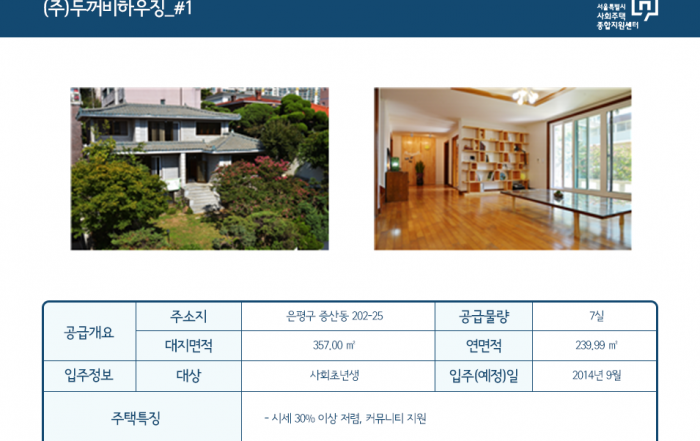 (주)두꺼비하우징_#1
서울특별시
사회주택
종합지원센터
공급개요
주소지
은평구 증산동 202-25
공급물량
7실
대지면적
357.00 ㎡
연면적
239.99 ㎡
입주정보
대상
사회초년생
입주(예정)일
2014년 9월
주택특징
- 시세 30% 이상 저렴, 커뮤니티 지원